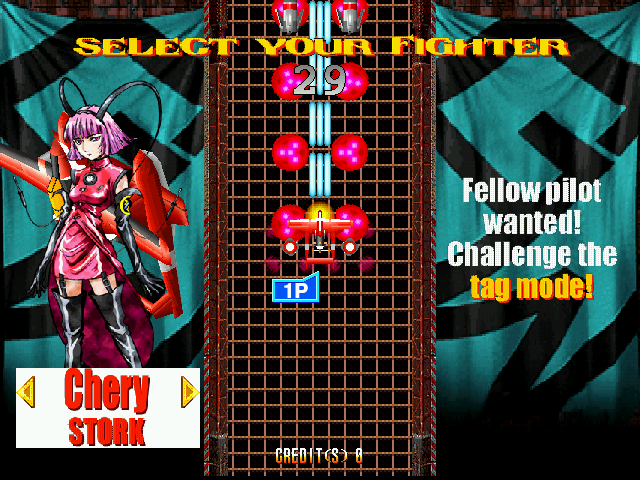 SELECT YOUR FIGHTER
29
Fellow pilot
wanted!
Challenge the
tag mode!
1P
Chery
STORK
CREDIT(S) 0